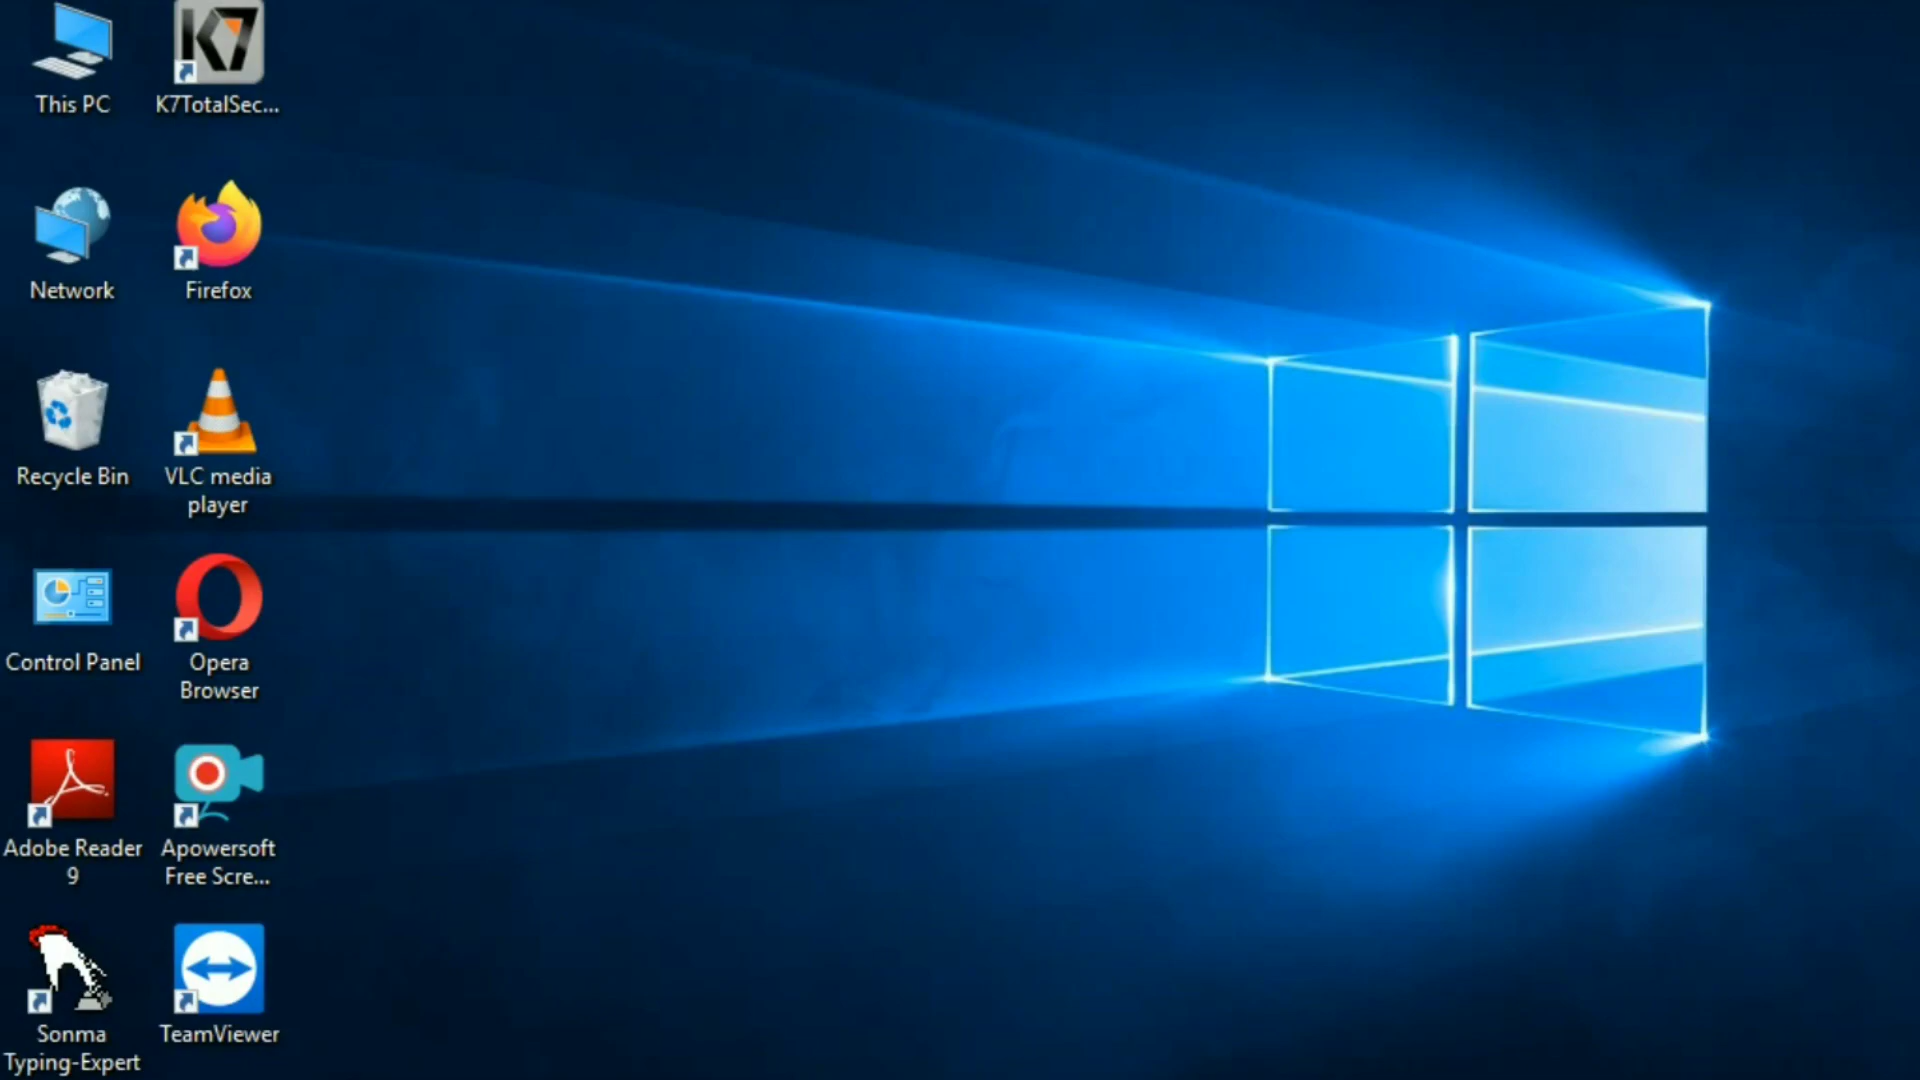 This PC
K7
K7TotalSec...
Network
Firefox
Recycle Bin
VLC media
player
Control Panel
Opera
Browser
Adobe Reader
9
Apowersoft
Free Scre...
Sonma
Typing-Expert
TeamViewer